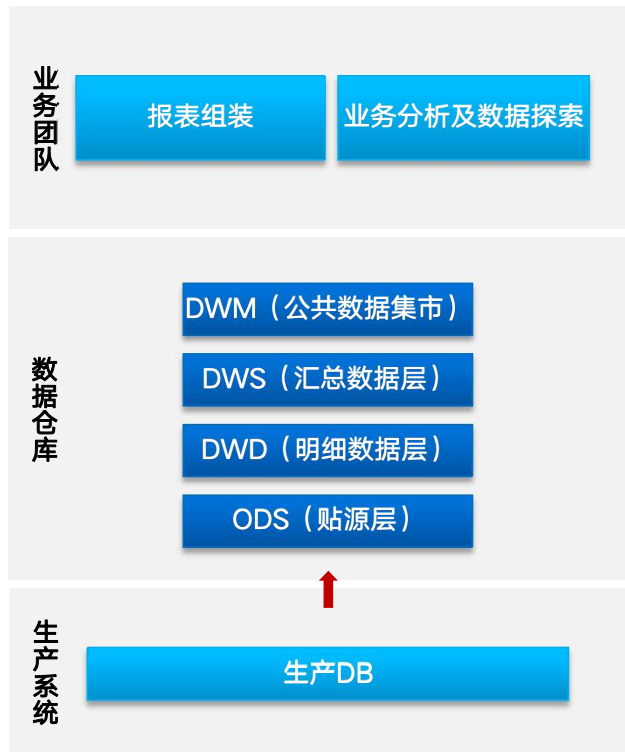 业务团队
报表组装
业务分析及数据探索
数据仓库
DWM（公共数据集市）
DWS（汇总数据层）
DWD（明细数据层）
ODS（贴源层）
生产系统
生产DB